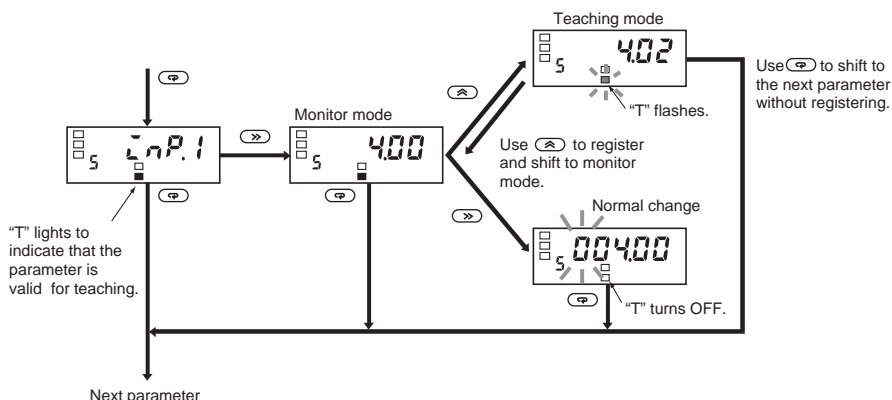 Teaching mode
S 4.02
"T" flashes.
Use to shift to
the next parameter
without registering.
Monitor mode
S 4.00
S InP.1
Use to register
and shift to monitor
mode.
"T" lights to
indicate that the
parameter is
valid for teaching.
Normal change
S 004.00
"T" turns OFF.
Next parameter